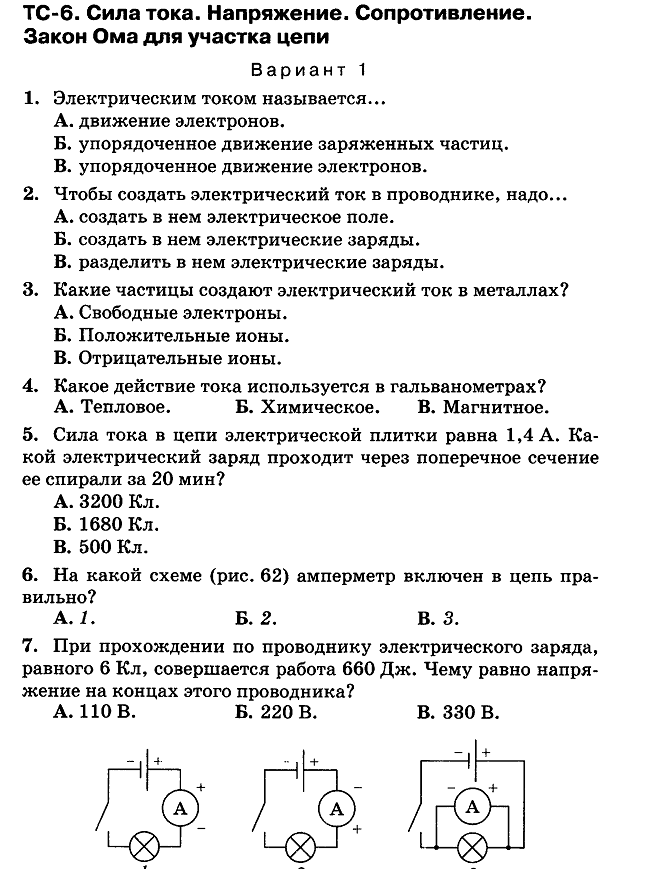 ТС-6. Сила тока. Напряжение. Сопротивление.
Закон Ома для участка цепи
Вариант 1
1. Электрическим током называется...
А. движение электронов.
Б. упорядоченное движение заряженных частиц.
В. упорядоченное движение электронов.
2. Чтобы создать электрический ток в проводнике, надо...
А. создать в нем электрическое поле.
Б. создать в нем электрические заряды.
В. разделить в нем электрические заряды.
3. Какие частицы создают электрический ток в металлах?
А. Свободные электроны.
Б. Положительные ионы.
В. Отрицательные ионы.
4. Какое действие тока используется в гальванометрах?
А. Тепловое. Б. Химическое. В. Магнитное.
5. Сила тока в цепи электрической плитки равна 1,4 А. Ка-
кой электрический заряд проходит через поперечное сечение
ее спирали за 20 мин?
А. 3200 Кл.
Б. 1680 Кл.
В. 500 Кл.
6. На какой схеме (рис. 62) амперметр включен в цепь пра-
вильно?
А. 1. Б. 2. В. 3.
7. При прохождении по проводнику электрического заряда,
равного 6 Кл, совершается работа 660 Дж. Чему равно напря-
жение на концах этого проводника?
А. 110 В. Б. 220 В. В. 330 В.
− + − + − +
+ − − +
А А А
− +